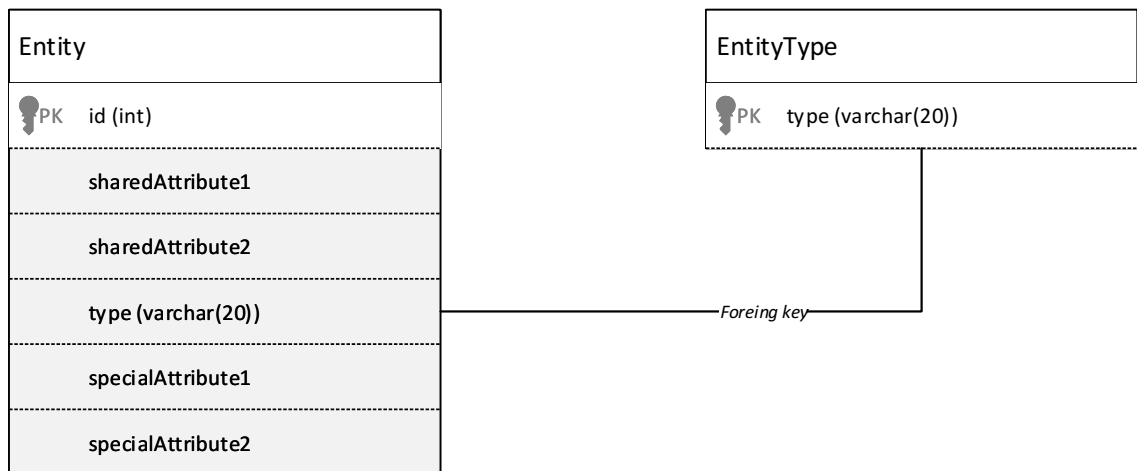 Entity
PK id (int)
sharedAttribute1
sharedAttribute2
type (varchar(20))
specialAttribute1
specialAttribute2
EntityType
PK type (varchar(20))
Foreing key